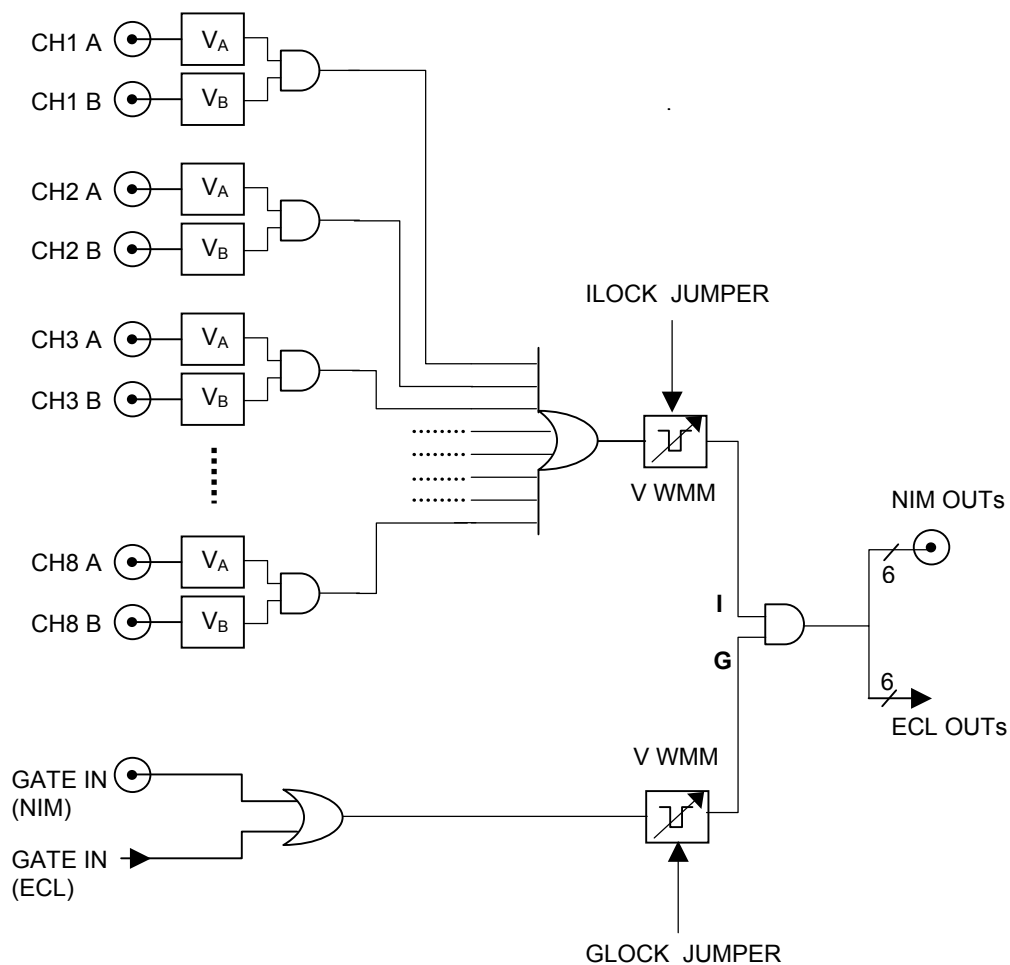 CH1 A
V_A
CH1 B
V_B
CH2 A
V_A
CH2 B
V_B
ILOCK JUMPER
CH3 A
V_A
CH3 B
V_B
V WMM
NIM OUTs
6
CH8 A
V_A
CH8 B
V_B
I
G
6
ECL OUTs
V WMM
GATE IN
(NIM)
GATE IN
(ECL)
GLOCK JUMPER